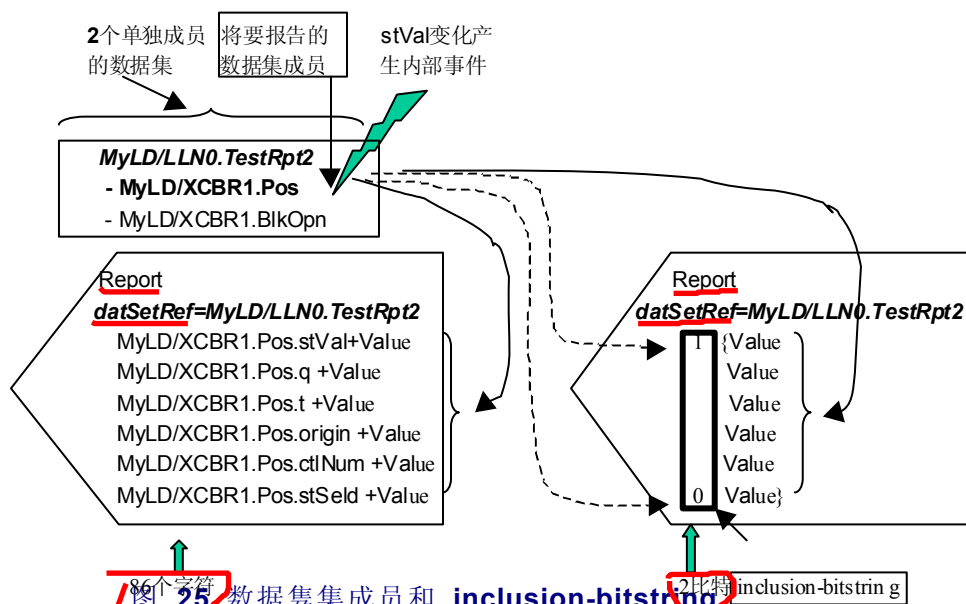 2个单独成员
的数据集
将要报告的
数据集成员
stVal变化产
生内部事件
MyLD/LLN0.TestRpt2
- MyLD/XCBR1.Pos
- MyLD/XCBR1.BlkOpn
Report
datSetRef=MyLD/LLN0.TestRpt2
MyLD/XCBR1.Pos.stVal+Value
MyLD/XCBR1.Pos.q +Value
MyLD/XCBR1.Pos.t +Value
MyLD/XCBR1.Pos.origin +Value
MyLD/XCBR1.Pos.ctlNum +Value
MyLD/XCBR1.Pos.stSeld +Value
86个字符
Report
datSetRef=MyLD/LLN0.TestRpt2
1 {Value
Value
Value
Value
Value
0 Value}
2比特
inclusion-bitstrin g
图 25 数据集集成员和 inclusion-bitstring